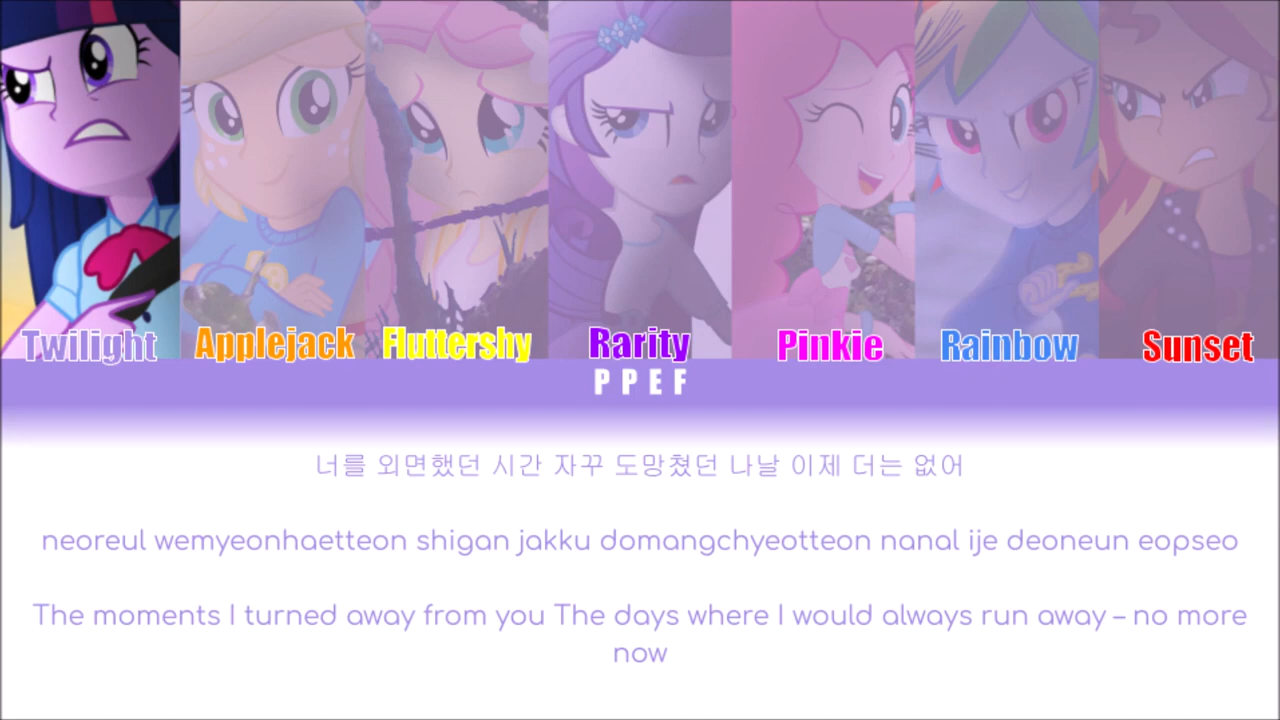 Twilight Applejack Fluttershy Rarity Pinkie Rainbow Sunset
PPEF
너를 외면했던 시간 자꾸 도망쳤던 나날 이제 더는 없어
neoreul wemyeonhaetteon shigan jakku domangchyeotteon nanal ije deoneun eopseo
The moments I turned away from you The days where I would always run away – no more
now